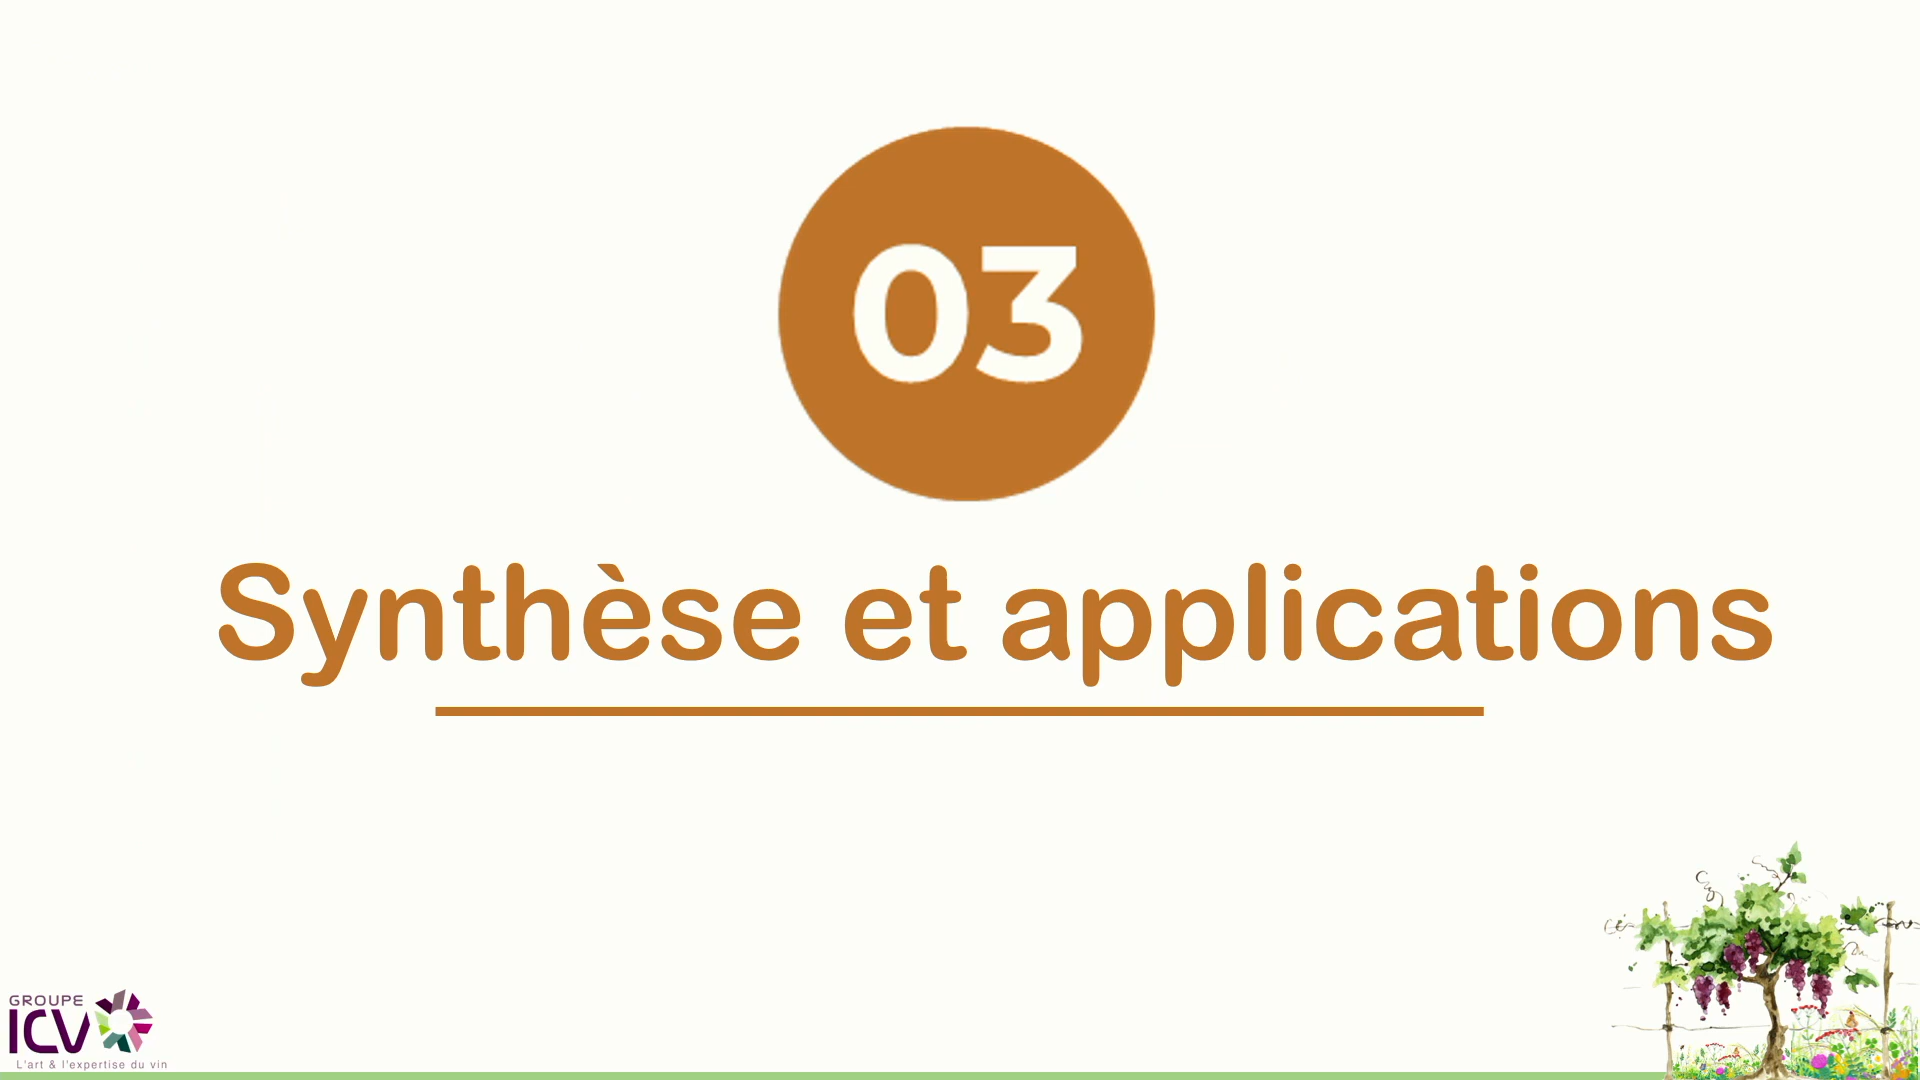 03
Synthèse et applications
GROUPE
ICV
L'art & l'expertise du vin